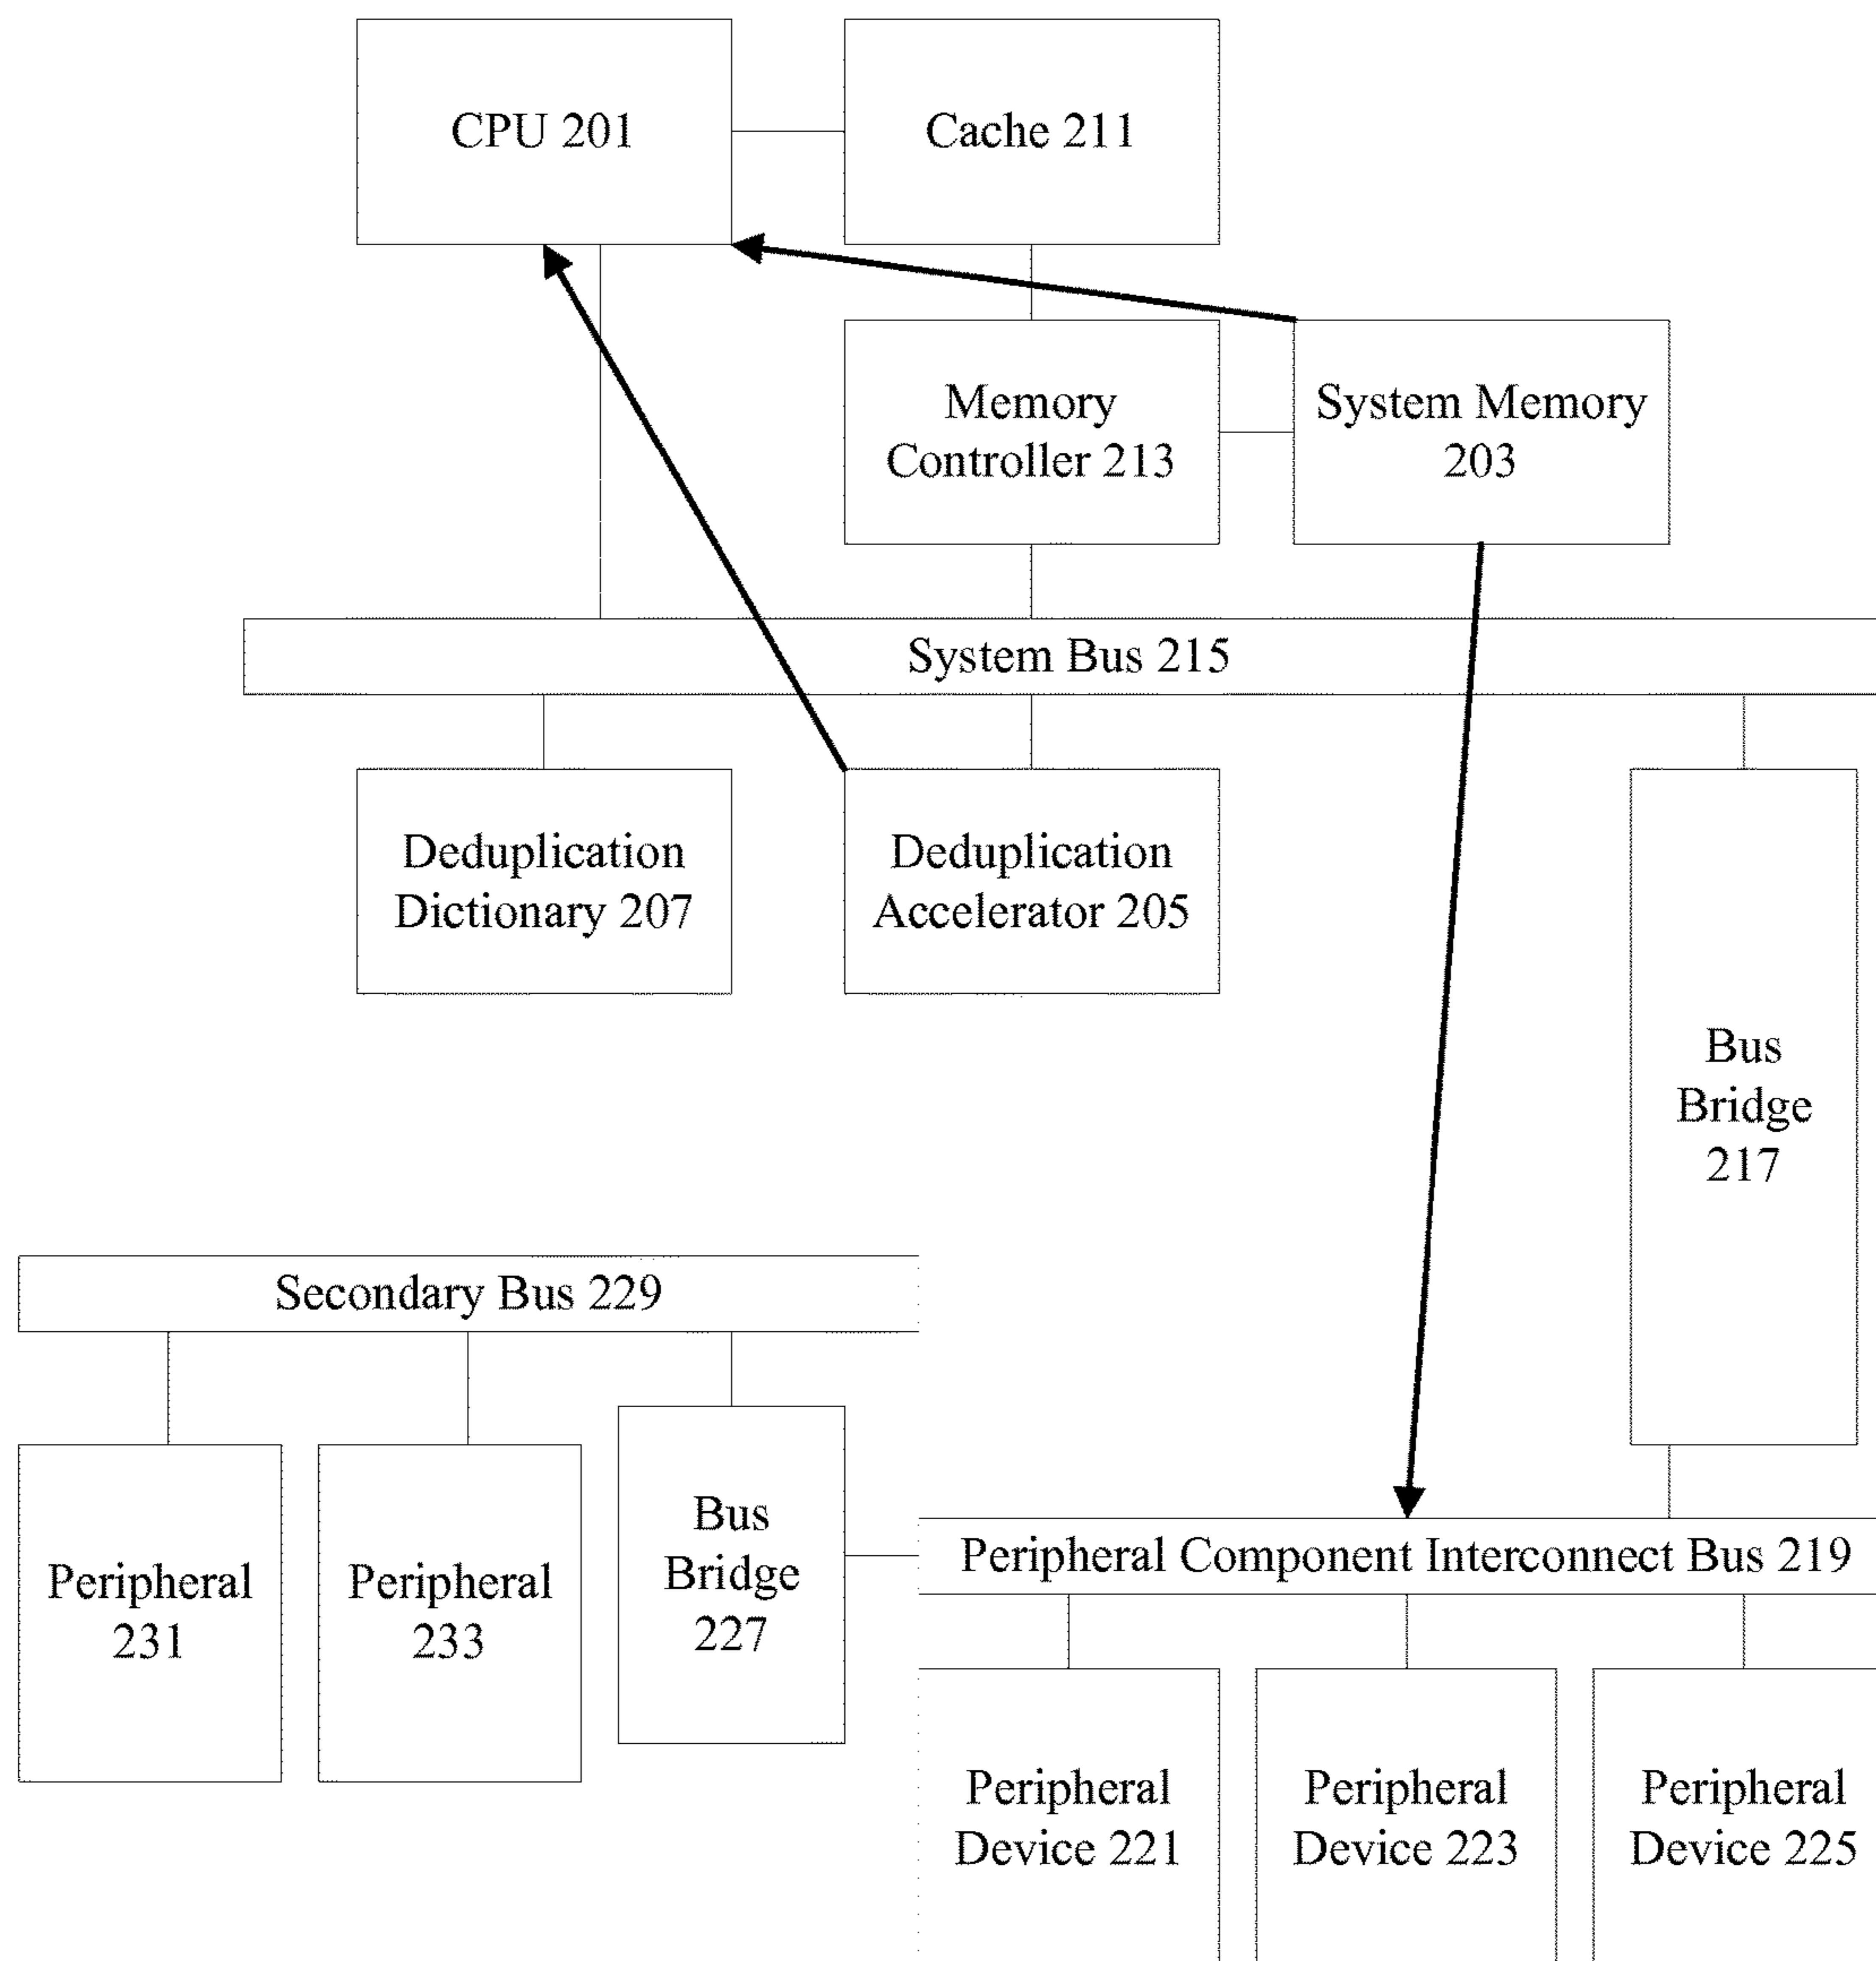 CPU 201
Cache 211
Memory
Controller 213
System Memory
203
System Bus 215
Deduplication
Dictionary 207
Deduplication
Accelerator 205
Bus
Bridge
217
Secondary Bus 229
Peripheral
231
Peripheral
233
Bus
Bridge
227
Peripheral Component Interconnect Bus 219
Peripheral
Device 221
Peripheral
Device 223
Peripheral
Device 225